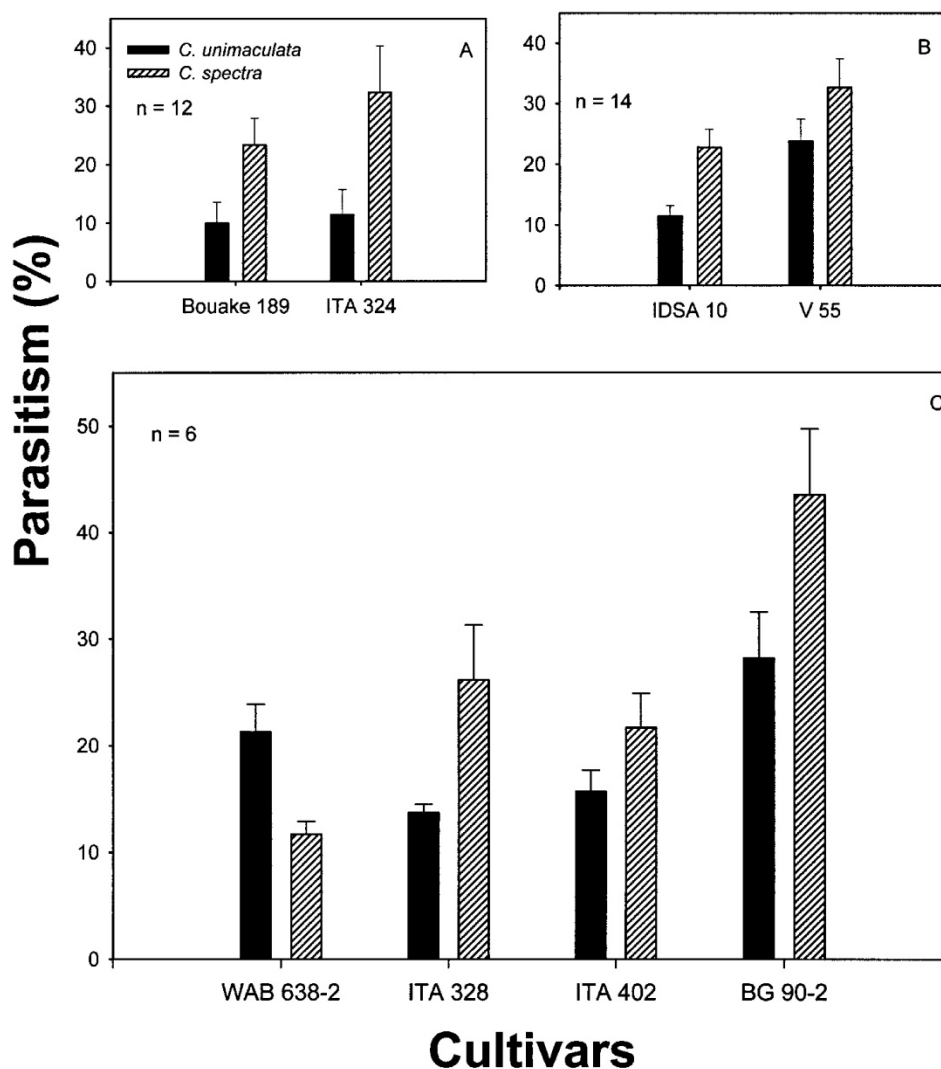 Parasitism (%)
40
30
20
10
0
C. unimaculata
C. spectra
A
n = 12
Bouake 189 ITA 324
40
30
20
10
0
B
n = 14
IDSA 10 V 55
50
40
30
20
10
0
C
n = 6
WAB 638-2 ITA 328 ITA 402 BG 90-2
Cultivars